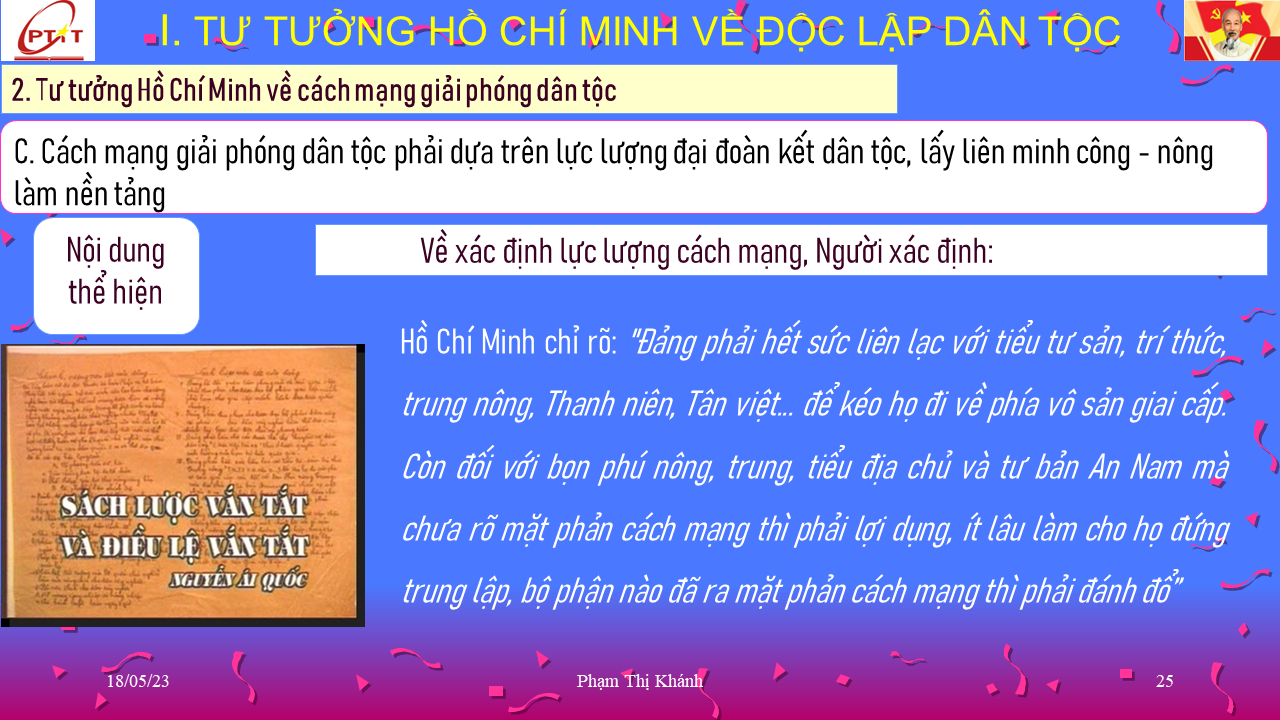 PTiT
I. TƯ TƯỞNG HỒ CHÍ MINH VỀ ĐỘC LẬP DÂN TỘC
2. Tư tưởng Hồ Chí Minh về cách mạng giải phóng dân tộc
C. Cách mạng giải phóng dân tộc phải dựa trên lực lượng đại đoàn kết dân tộc, lấy liên minh công - nông
làm nền tảng
Nội dung
thể hiện
Về xác định lực lượng cách mạng, Người xác định:
Hồ Chí Minh chỉ rõ: "Đảng phải hết sức liên lạc với tiểu tư sản, trí thức,
trung nông, Thanh niên, Tân việt... để kéo họ đi về phía vô sản giai cấp.
Còn đối với bọn phú nông, trung, tiểu địa chủ và tư bản An Nam mà
chưa rõ mặt phản cách mạng thì phải lợi dụng, ít lâu làm cho họ đứng
trung lập, bộ phận nào đã ra mặt phản cách mạng thì phải đánh đổ”
SÁCH LƯỢC VẮN TẮT
VÀ ĐIỀU LỆ VẮN TẮT
NGUYỄN ÁI QUỐC
18/05/23
Phạm Thị Khánh
25